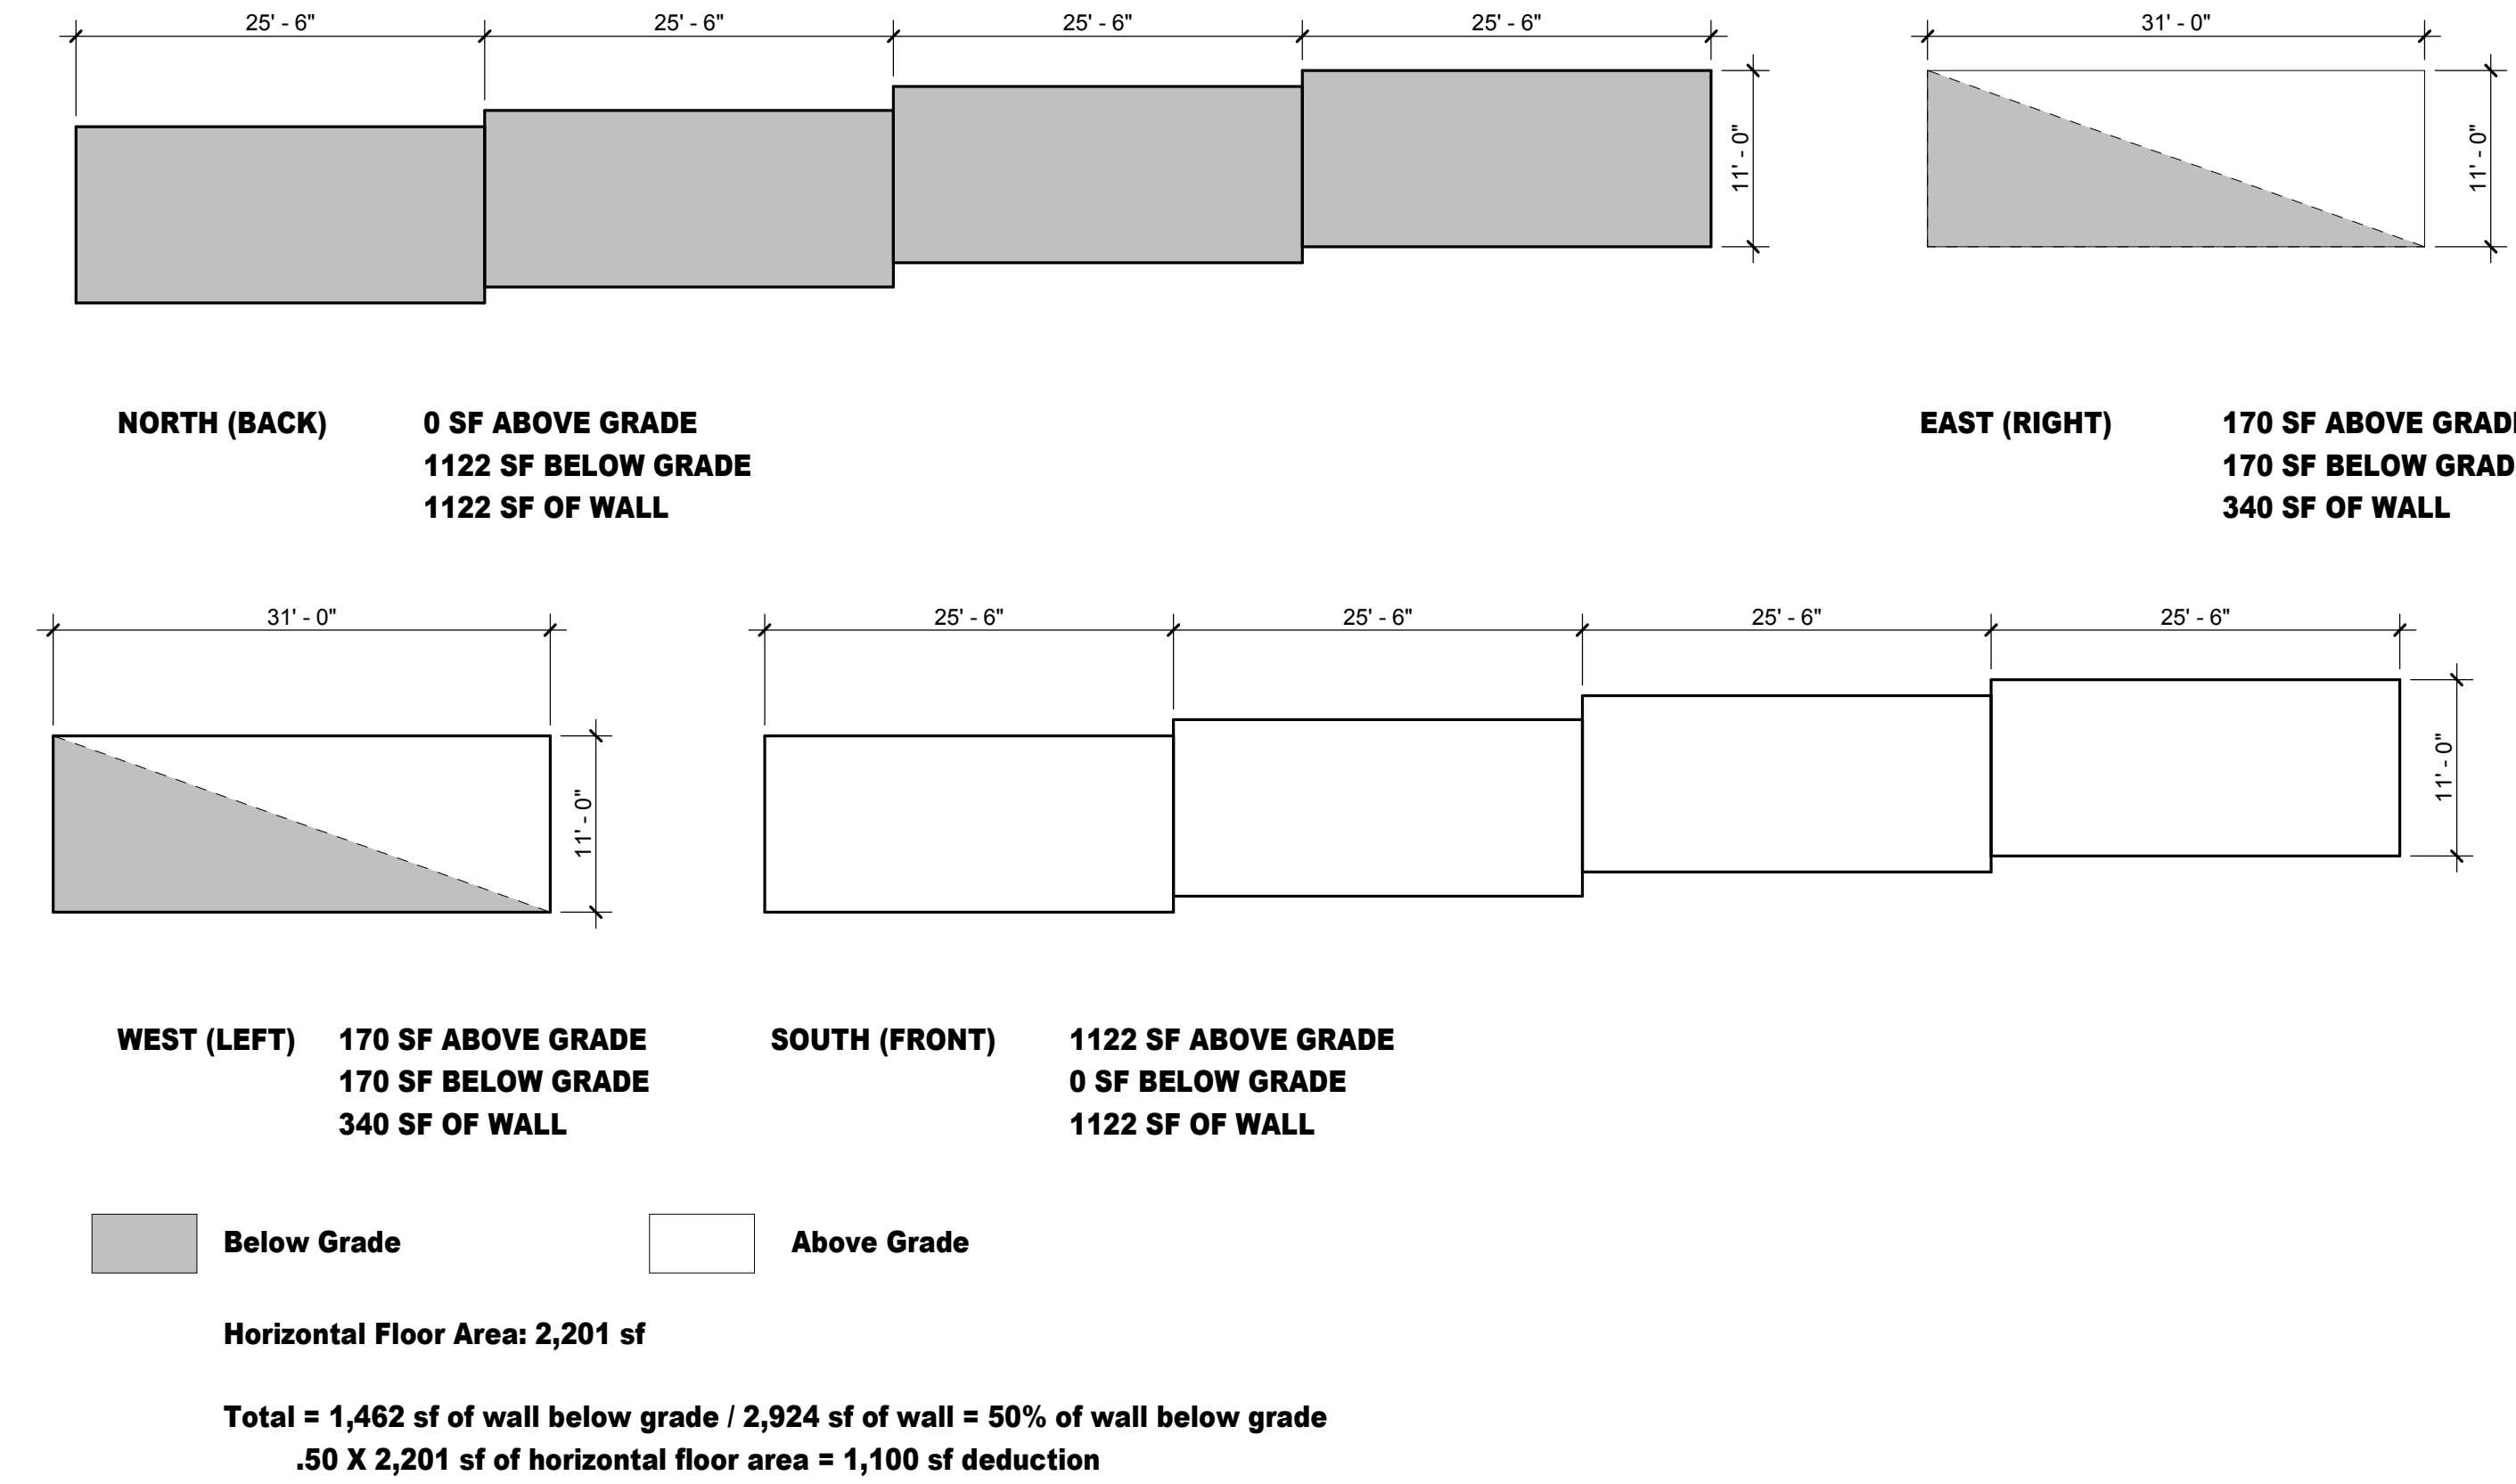 25' - 6" 25' - 6" 25' - 6" 25' - 6" 31' - 0"
11' - 0" 11' - 0"
NORTH (BACK) 0 SF ABOVE GRADE
1122 SF BELOW GRADE
1122 SF OF WALL
EAST (RIGHT) 170 SF ABOVE GRAD
170 SF BELOW GRAD
340 SF OF WALL
31' - 0" 25' - 6" 25' - 6" 25' - 6" 25' - 6"
11' - 0" 11' - 0"
WEST (LEFT) 170 SF ABOVE GRADE
170 SF BELOW GRADE
340 SF OF WALL
SOUTH (FRONT) 1122 SF ABOVE GRADE
0 SF BELOW GRADE
1122 SF OF WALL
Below Grade Above Grade
Horizontal Floor Area: 2,201 sf
Total = 1,462 sf of wall below grade / 2,924 sf of wall = 50% of wall below grade
.50 X 2,201 sf of horizontal floor area = 1,100 sf deduction